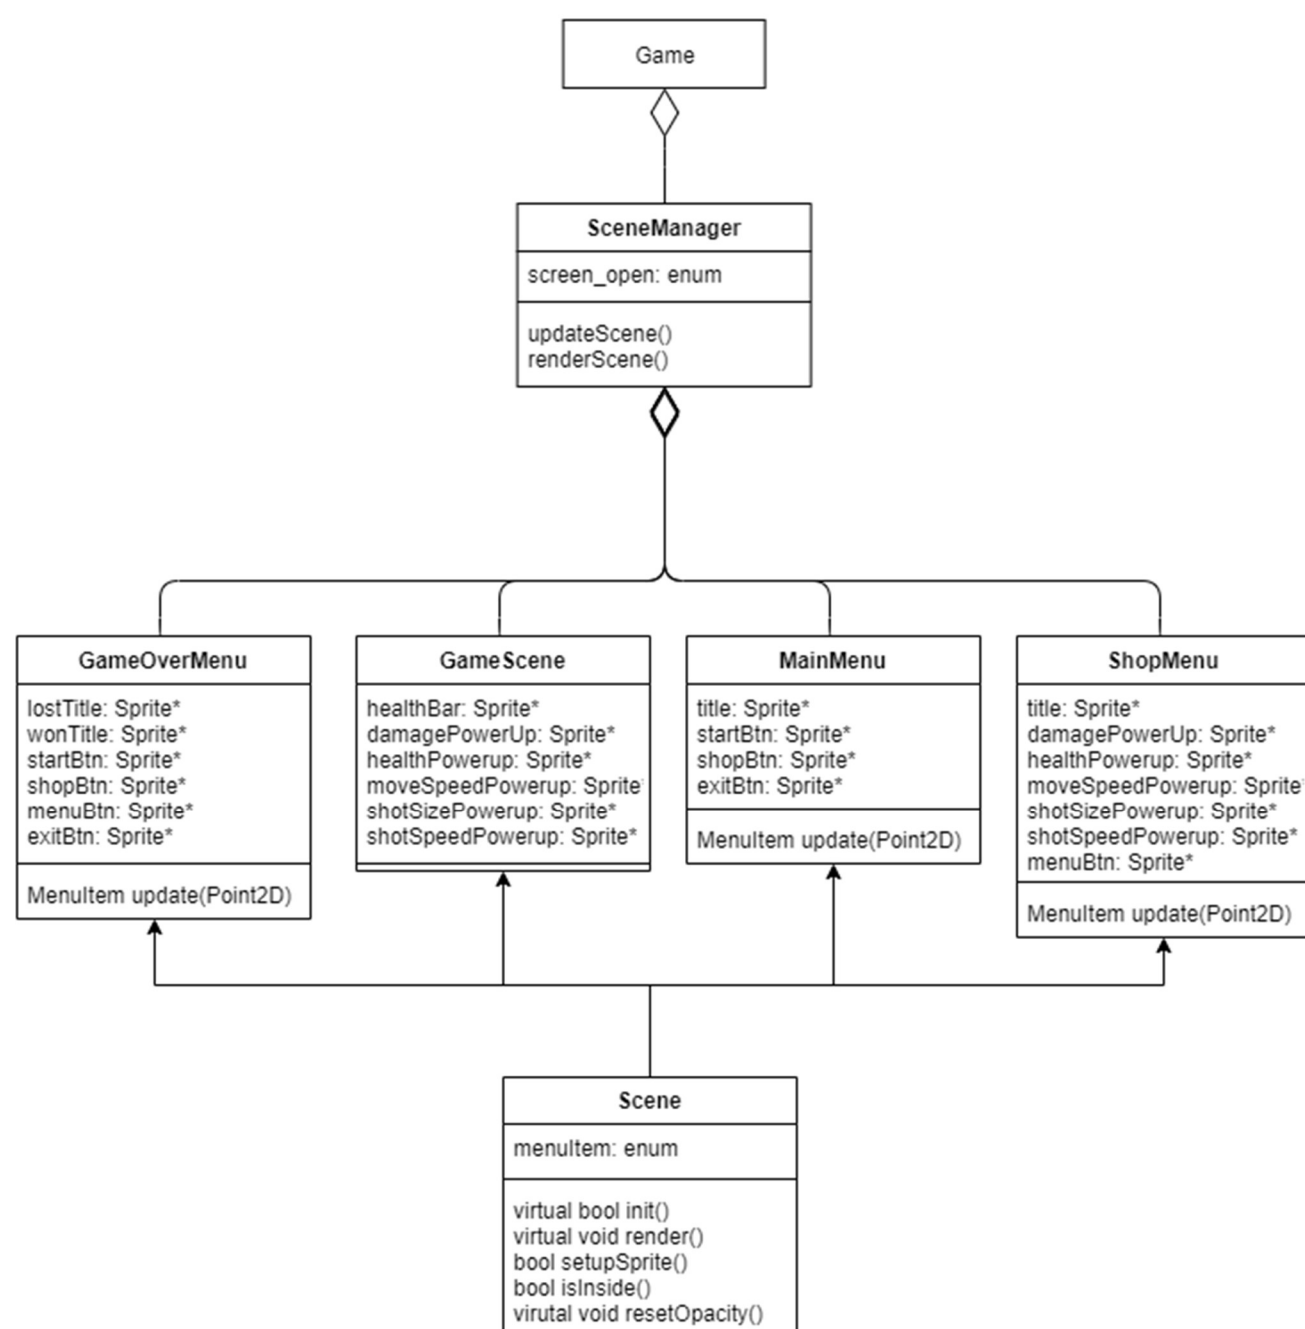 Game
SceneManager
screen_open: enum
updateScene()
renderScene()
GameOverMenu
lostTitle: Sprite*
wonTitle: Sprite*
startBtn: Sprite*
shopBtn: Sprite*
menuBtn: Sprite*
exitBtn: Sprite*
MenuItem update(Point2D)
GameScene
healthBar: Sprite*
damagePowerUp: Sprite*
healthPowerup: Sprite*
moveSpeedPowerup: Sprite*
shotSizePowerup: Sprite*
shotSpeedPowerup: Sprite*
MainMenu
title: Sprite*
startBtn: Sprite*
shopBtn: Sprite*
exitBtn: Sprite*
MenuItem update(Point2D)
ShopMenu
title: Sprite*
damagePowerUp: Sprite*
healthPowerup: Sprite*
moveSpeedPowerup: Sprite*
shotSizePowerup: Sprite*
shotSpeedPowerup: Sprite*
menuBtn: Sprite*
MenuItem update(Point2D)
Scene
menuItem: enum
virtual bool init()
virtual void render()
bool setupSprite()
bool isInside()
virutal void resetOpacity()